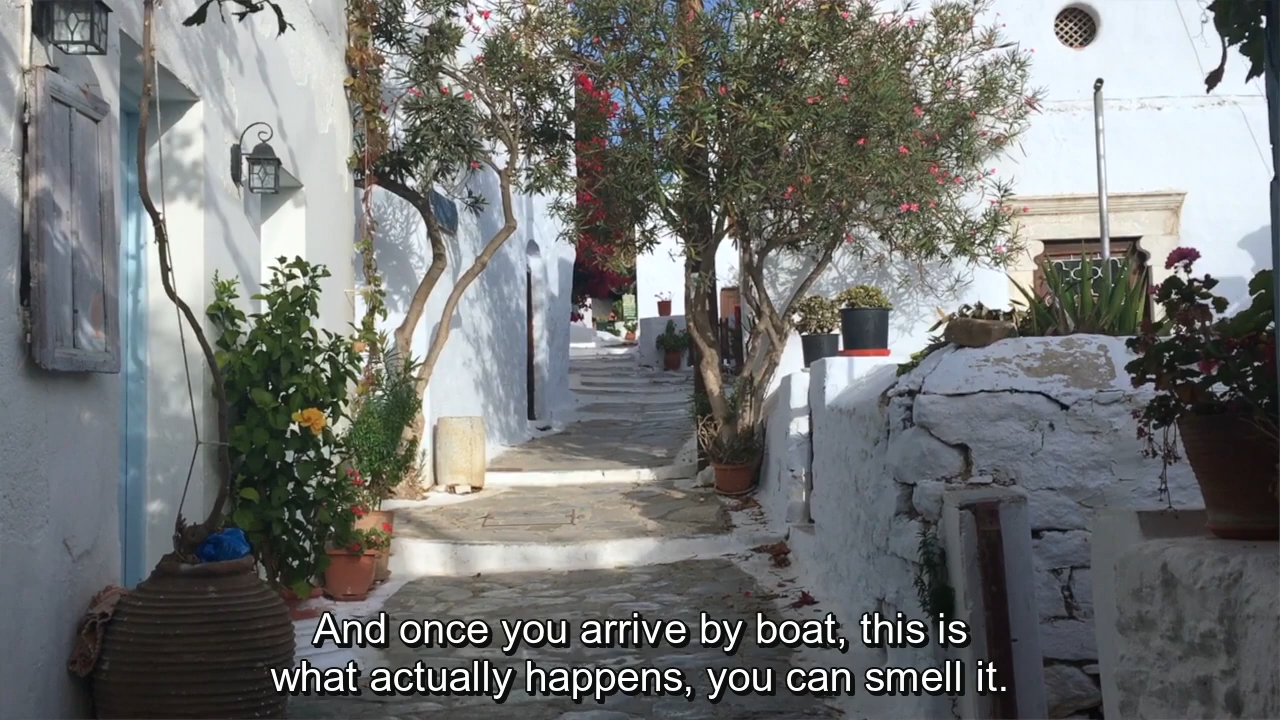 And once you arrive by boat, this is
what actually happens, you can smell it.